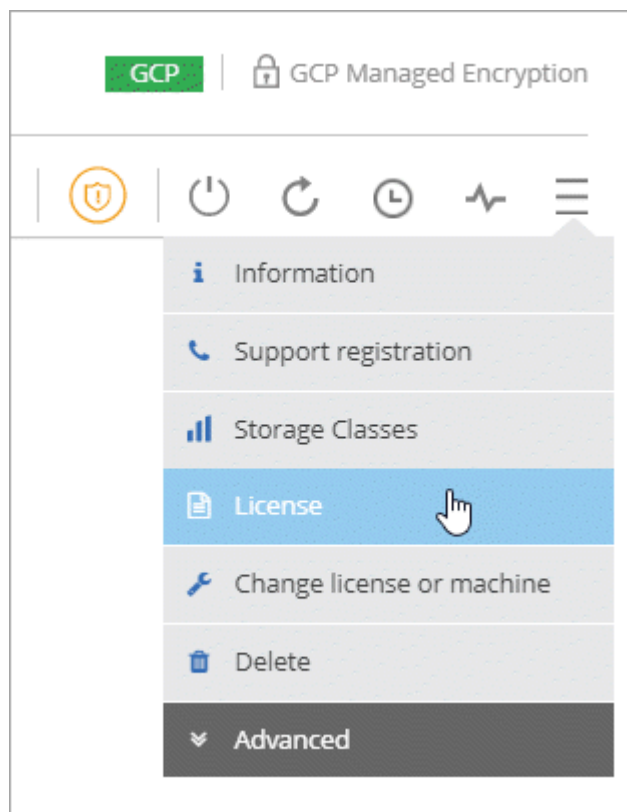 GCP
GCP Managed Encryption
Information
Support registration
Storage Classes
License
Change license or machine
Delete
Advanced